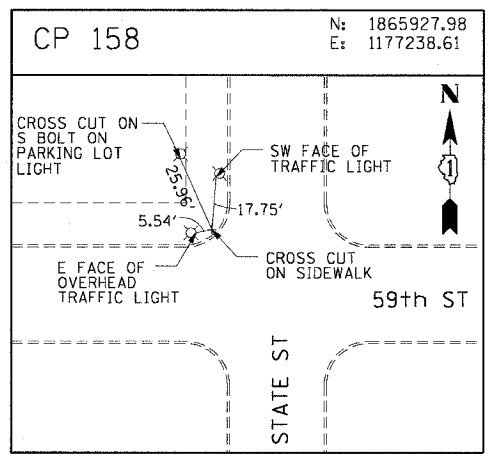 CP 158
N: 1865927.98
E: 1177238.61
N
CROSS CUT ON
S BOLT ON
PARKING LOT
LIGHT
SW FACE OF
TRAFFIC LIGHT
25.96'
17.75'
5.54'
1
E FACE OF
OVERHEAD
TRAFFIC LIGHT
CROSS CUT
ON SIDEWALK
59th ST
STATE ST